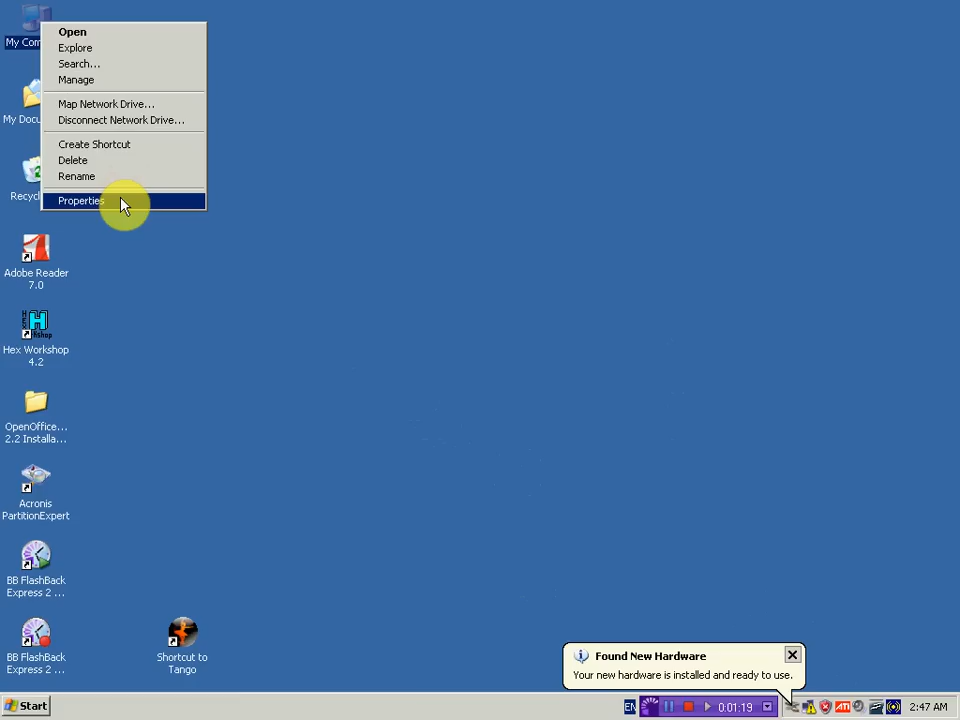 My Com
Open
Explore
Search...
Manage
Map Network Drive...
Disconnect Network Drive...
Create Shortcut
Delete
Rename
Properties
My Docu
Recycl
Adobe Reader
7.0
Hex Workshop
4.2
OpenOffice...
2.2 Installa...
Acronis
PartitionExpert
BB FlashBack
Express 2 ...
BB FlashBack
Express 2 ...
Shortcut to
Tango
Found New Hardware
Your new hardware is installed and ready to use.
Start
EN
0:01:19
ATI
2:47 AM